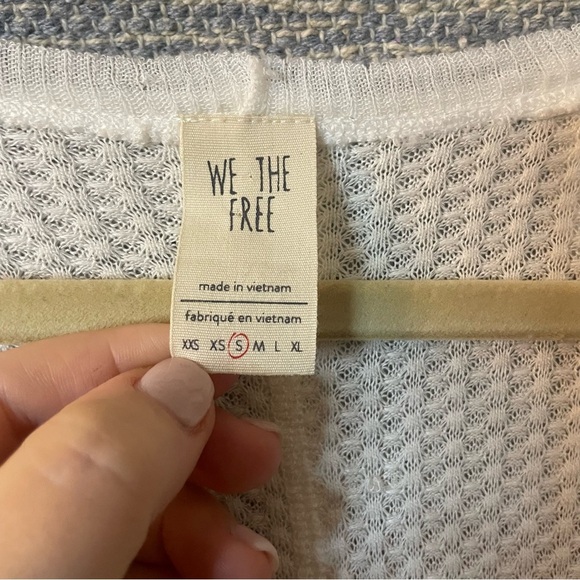 WE THE
FREE
made in vietnam
fabriqué en vietnam
XXS XS S M L XL